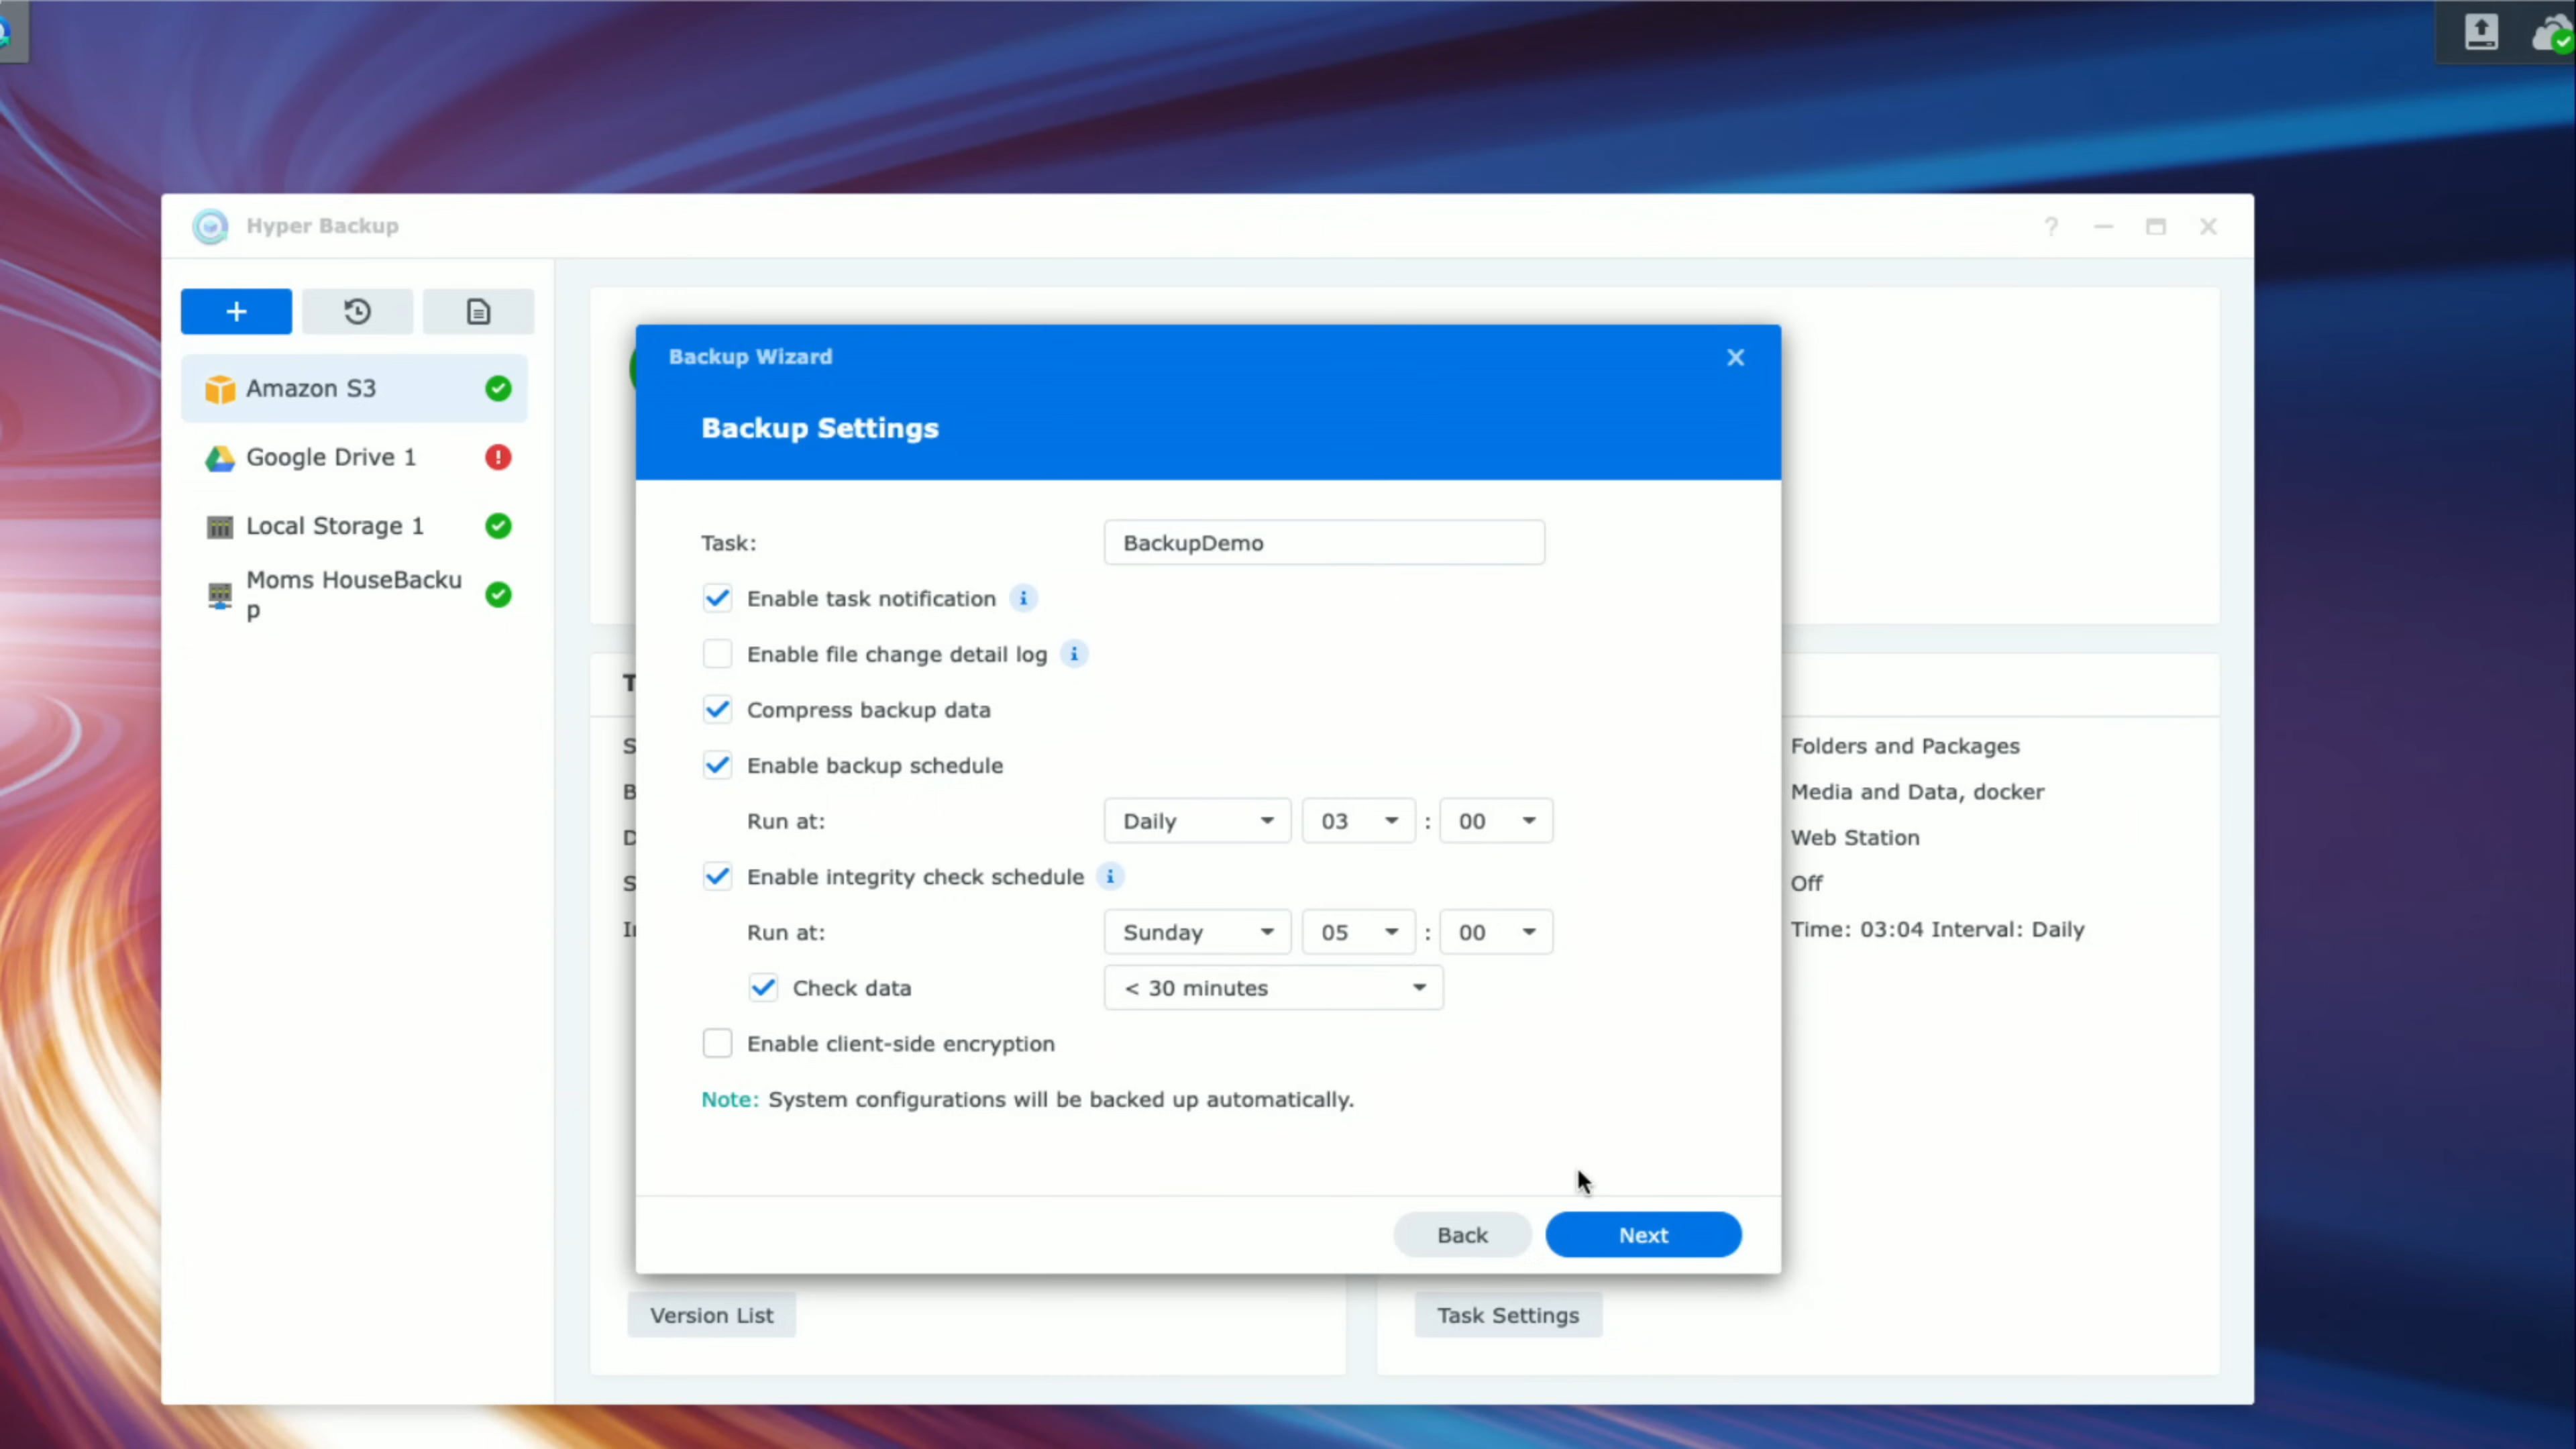 Hyper Backup
?
+
Amazon S3
Google Drive 1
Local Storage 1
Moms HouseBacku
p
Backup Wizard
Backup Settings
Task: BackupDemo
Enable task notification i
Enable file change detail log i
Compress backup data
Enable backup schedule
Run at: Daily 03 : 00
Enable integrity check schedule i
Run at: Sunday 05 : 00
Check data < 30 minutes
Enable client-side encryption
Note: System configurations will be backed up automatically.
Back Next
T
S
B
D
S
Folders and Packages
Media and Data, docker
Web Station
Off
Time: 03:04 Interval: Daily
Version List
Task Settings